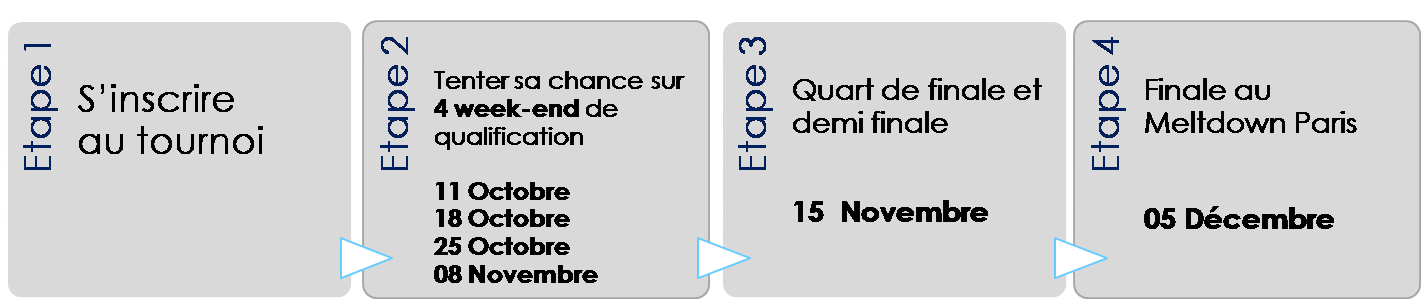 Etape 1
S'inscrire
au tournoi
Etape 2
Tenter sa chance sur
4 week-end de
qualification
11 Octobre
18 Octobre
25 Octobre
08 Novembre
Etape 3
Quart de finale et
demi finale
15 Novembre
Etape 4
Finale au
Meltdown Paris
05 Décembre